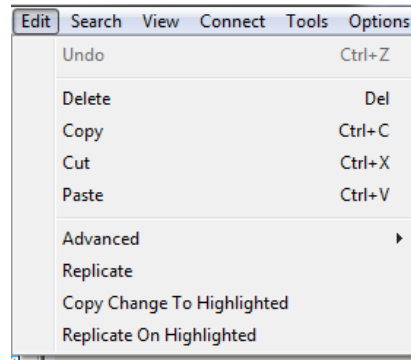 Edit Search View Connect Tools Options
Undo Ctrl+Z
Delete Del
Copy Ctrl+C
Cut Ctrl+X
Paste Ctrl+V
Advanced
Replicate
Copy Change To Highlighted
Replicate On Highlighted